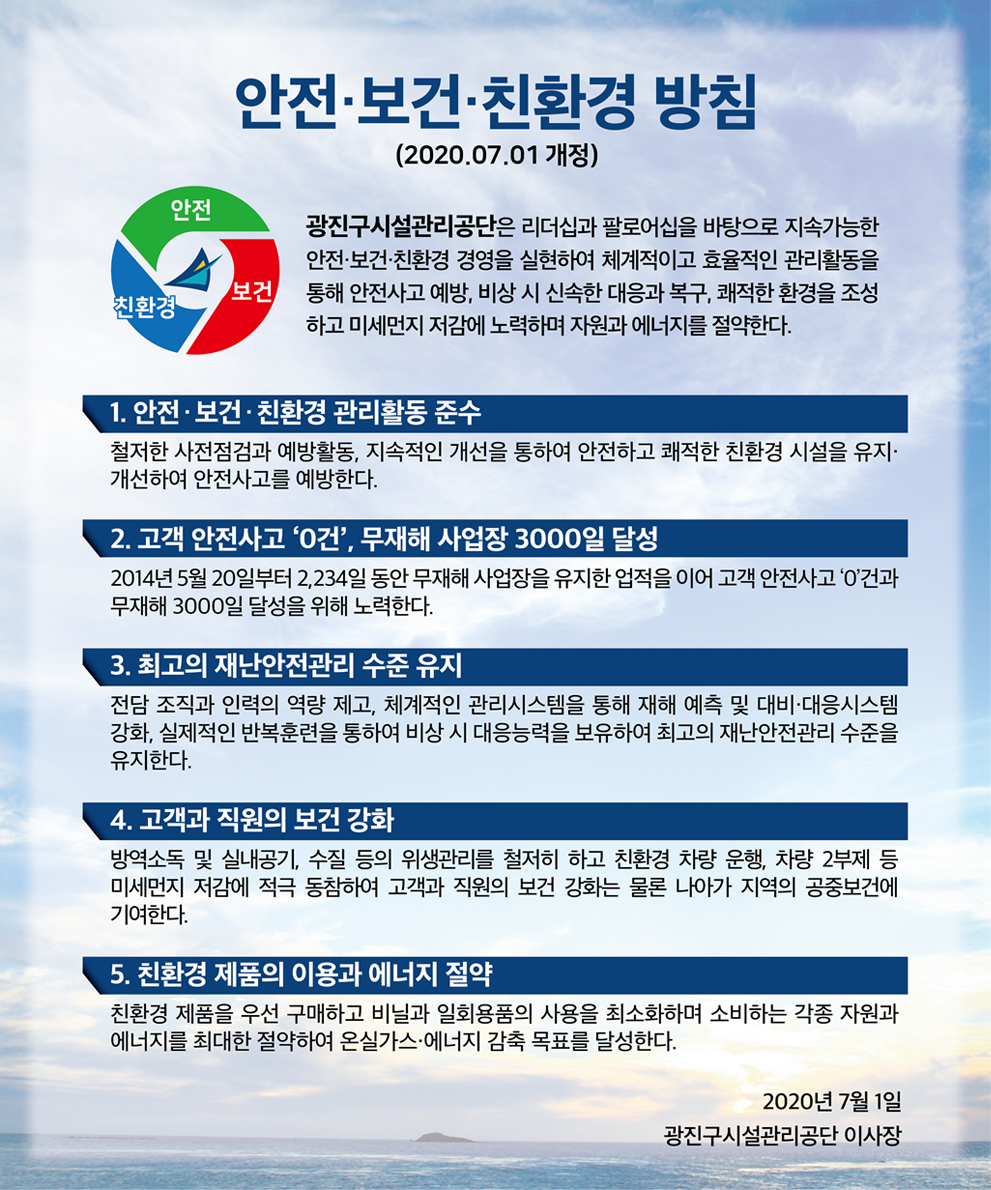 안전·보건·친환경 방침
(2020.07.01 개정)
안전
보건
친환경
광진구시설관리공단은 리더십과 팔로어십을 바탕으로 지속가능한
안전·보건·친환경 경영을 실현하여 체계적이고 효율적인 관리활동을
통해 안전사고 예방, 비상 시 신속한 대응과 복구, 쾌적한 환경을 조성
하고 미세먼지 저감에 노력하며 자원과 에너지를 절약한다.
1. 안전·보건·친환경 관리활동 준수
철저한 사전점검과 예방활동, 지속적인 개선을 통하여 안전하고 쾌적한 친환경 시설을 유지·
개선하여 안전사고를 예방한다.
2. 고객 안전사고 ‘0건’, 무재해 사업장 3000일 달성
2014년 5월 20일부터 2,234일 동안 무재해 사업장을 유지한 업적을 이어 고객 안전사고 ‘0’건과
무재해 3000일 달성을 위해 노력한다.
3. 최고의 재난안전관리 수준 유지
전담 조직과 인력의 역량 제고, 체계적인 관리시스템을 통해 재해 예측 및 대비·대응시스템
강화, 실제적인 반복훈련을 통하여 비상 시 대응능력을 보유하여 최고의 재난안전관리 수준을
유지한다.
4. 고객과 직원의 보건 강화
방역소독 및 실내공기, 수질 등의 위생관리를 철저히 하고 친환경 차량 운행, 차량 2부제 등
미세먼지 저감에 적극 동참하여 고객과 직원의 보건 강화는 물론 나아가 지역의 공중보건에
기여한다.
5. 친환경 제품의 이용과 에너지 절약
친환경 제품을 우선 구매하고 비닐과 일회용품의 사용을 최소화하며 소비하는 각종 자원과
에너지를 최대한 절약하여 온실가스·에너지 감축 목표를 달성한다.
2020년 7월 1일
광진구시설관리공단 이사장